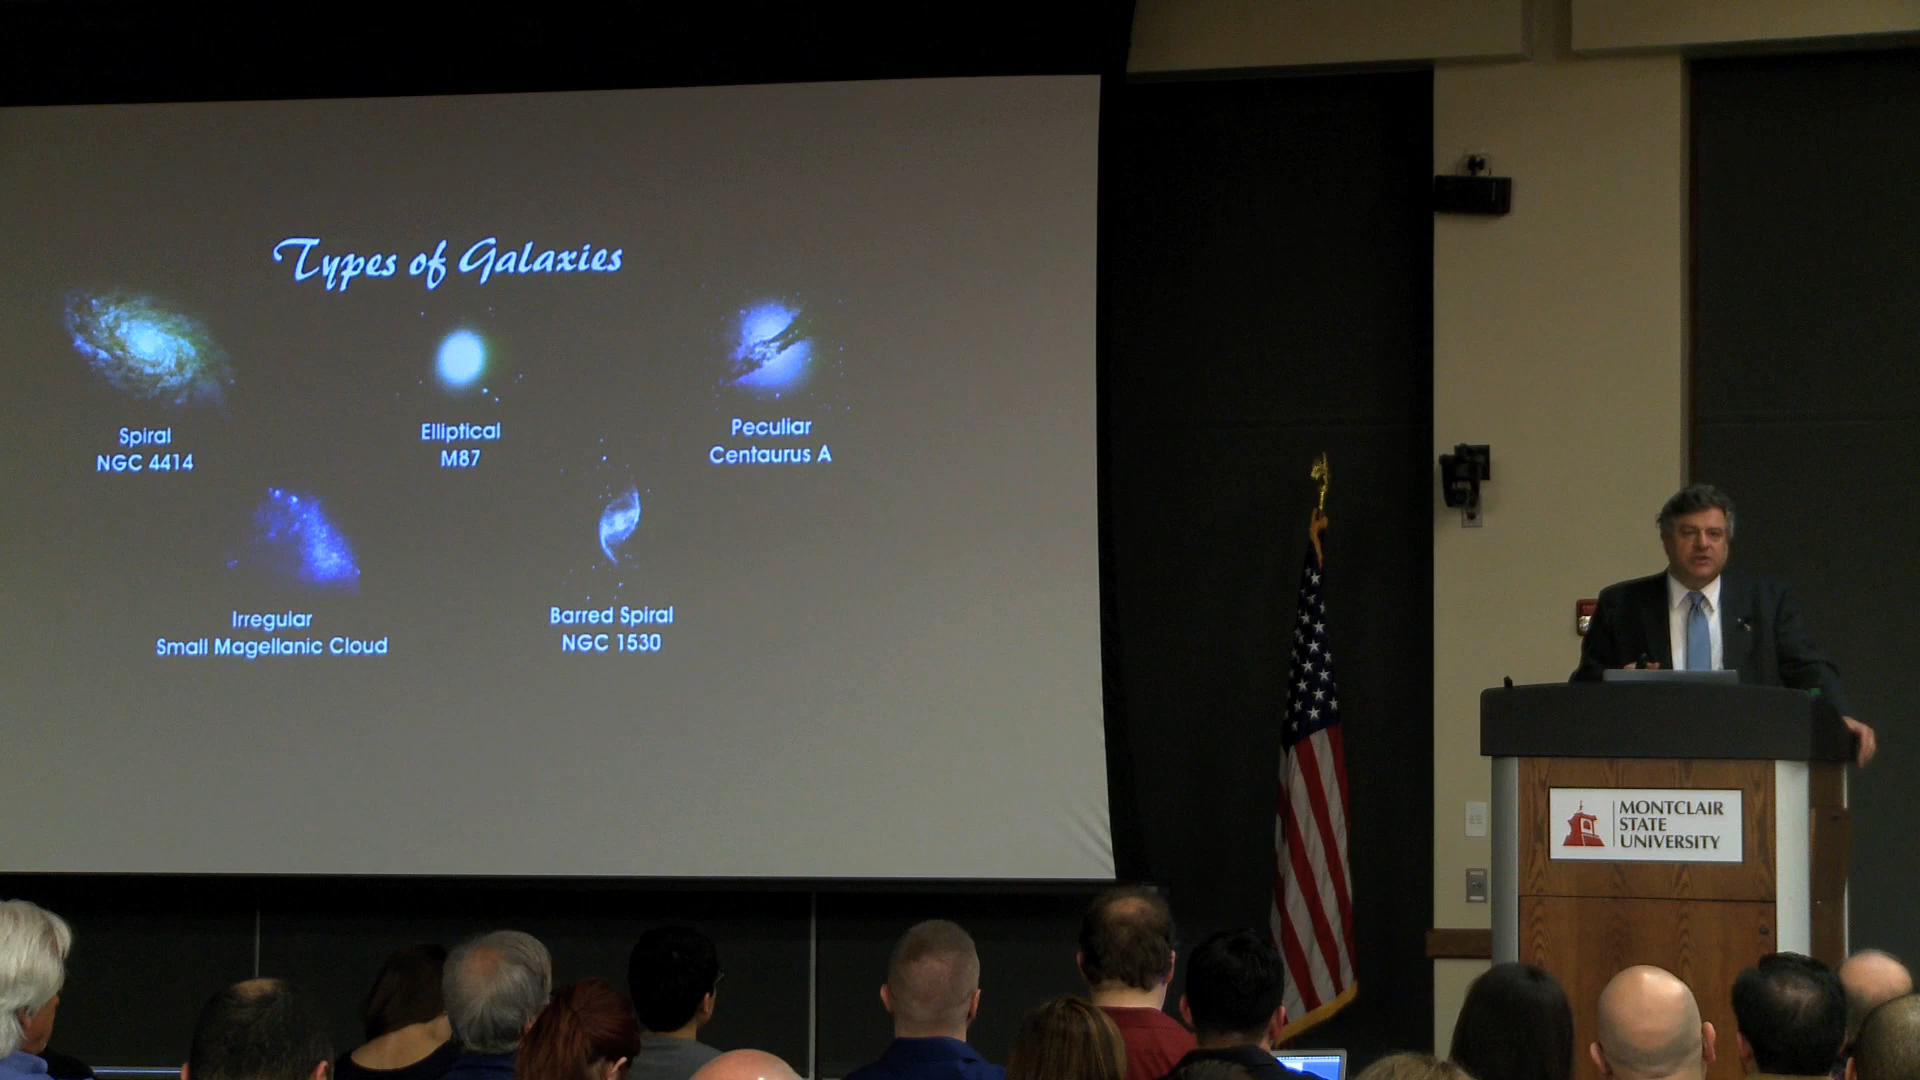 Types of Galaxies
Spiral
NGC 4414
Elliptical
M87
Peculiar
Centaurus A
Irregular
Small Magellanic Cloud
Barred Spiral
NGC 1530
MONTCLAIR
STATE
UNIVERSITY